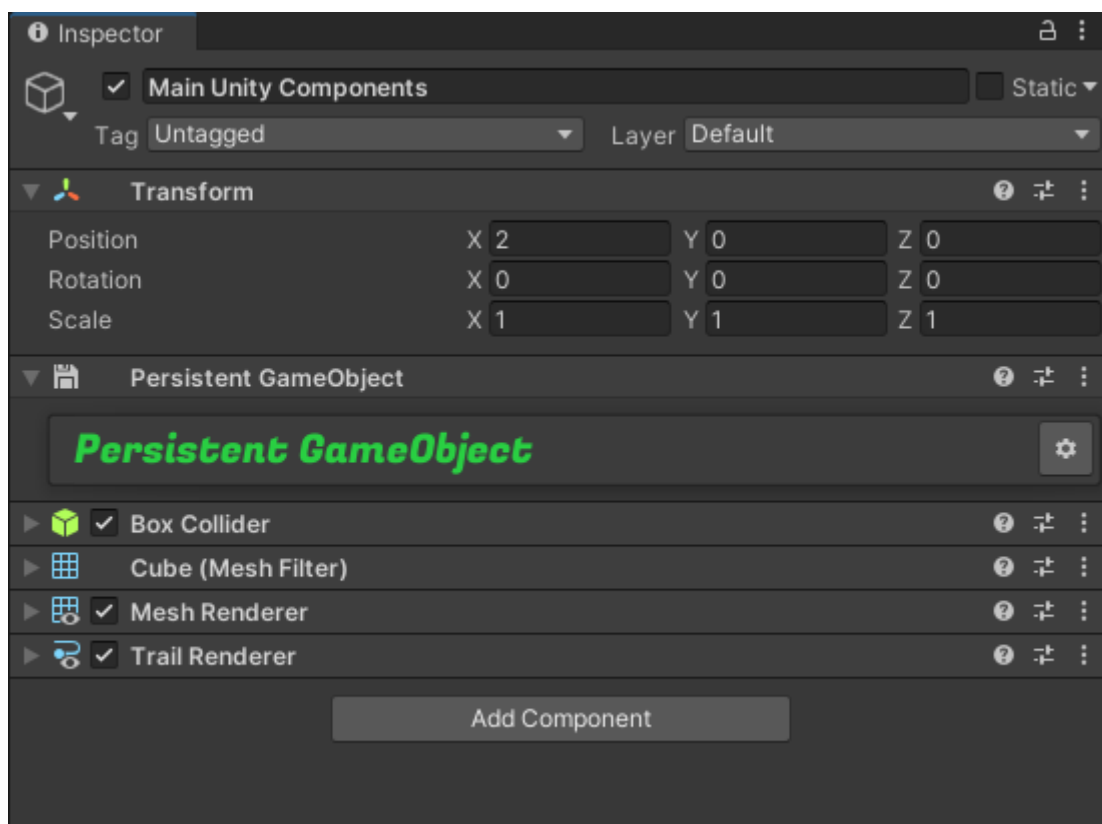 Inspector
Main Unity Components Static
Tag Untagged Layer Default
Transform
Position X 2 Y 0 Z 0
Rotation X 0 Y 0 Z 0
Scale X 1 Y 1 Z 1
Persistent GameObject
Persistent GameObject
Box Collider
Cube (Mesh Filter)
Mesh Renderer
Trail Renderer
Add Component